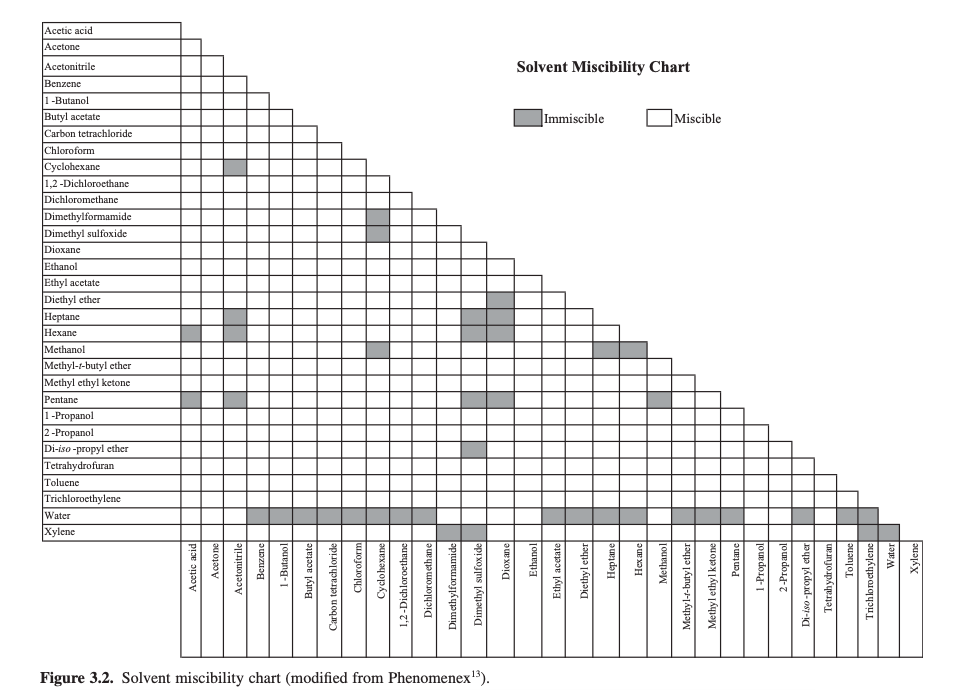 Acetic acid
Acetone
Acetonitrile
Benzene
1-Butanol
Butyl acetate
Carbon tetrachloride
Chloroform
Cyclohexane
1,2-Dichloroethane
Dichloromethane
Dimethylformamide
Dimethyl sulfoxide
Dioxane
Ethanol
Ethyl acetate
Diethyl ether
Heptane
Hexane
Methanol
Methyl-t-butyl ether
Methyl ethyl ketone
Pentane
1-Propanol
2-Propanol
Di-iso-propyl ether
Tetrahydrofuran
Toluene
Trichloroethylene
Water
Xylene
Solvent Miscibility Chart
Immiscible
Miscible
Acetic acid
Acetone
Acetonitrile
Benzene
1-Butanol
Butyl acetate
Carbon tetrachloride
Chloroform
Cyclohexane
1,2-Dichloroethane
Dichloromethane
Dimethylformamide
Dimethyl sulfoxide
Dioxane
Ethanol
Ethyl acetate
Diethyl ether
Heptane
Hexane
Methanol
Methyl-t-butyl ether
Methyl ethyl ketone
Pentane
1-Propanol
2-Propanol
Di-iso-propyl ether
Tetrahydrofuran
Toluene
Trichloroethylene
Water
Xylene
Figure 3.2. Solvent miscibility chart (modified from Phenomenex¹³).